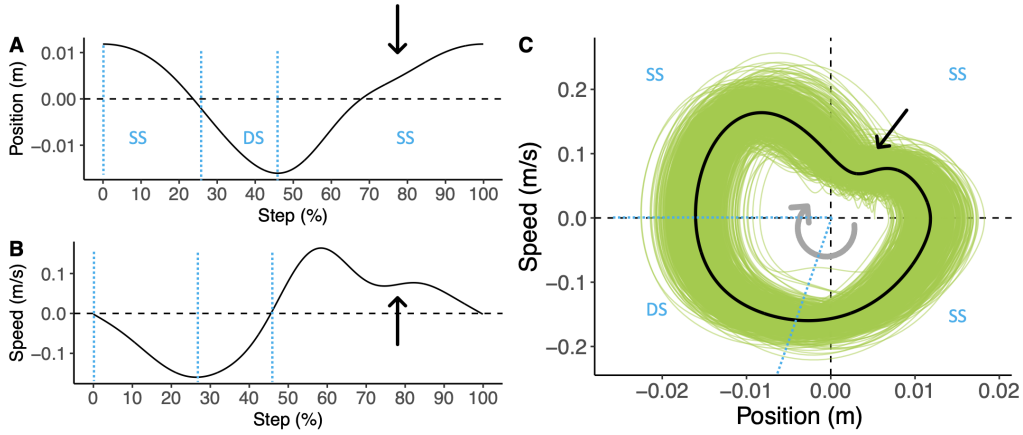 A
Position (m)
0.01
0.00
−0.01
SS
DS
SS
0 10 20 30 40 50 60 70 80 90 100
Step (%)
B
Speed (m/s)
0.1
0.0
−0.1
0 10 20 30 40 50 60 70 80 90 100
Step (%)
C
Speed (m/s)
0.2
0.1
0.0
−0.1
−0.2
SS
SS
DS
SS
−0.02 −0.01 0.00 0.01 0.02
Position (m)